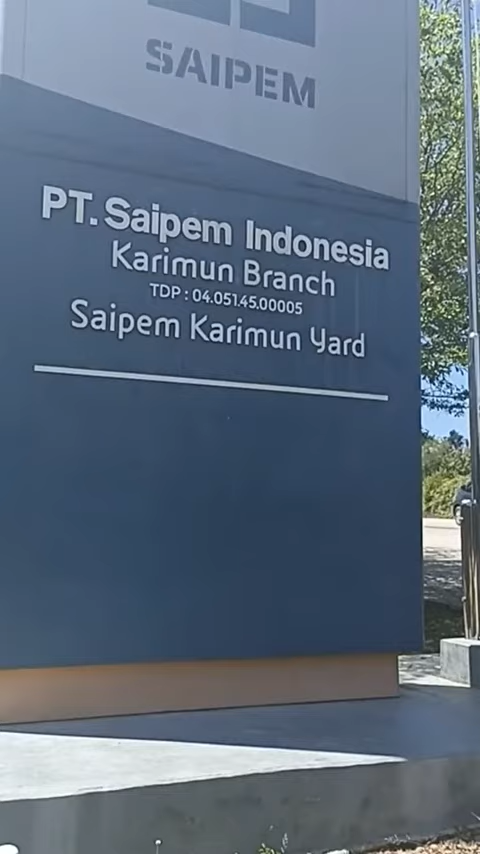 SAIPEM
PT. Saipem Indonesia
Karimun Branch
TDP : 04.051.45.00005
Saipem Karimun Yard